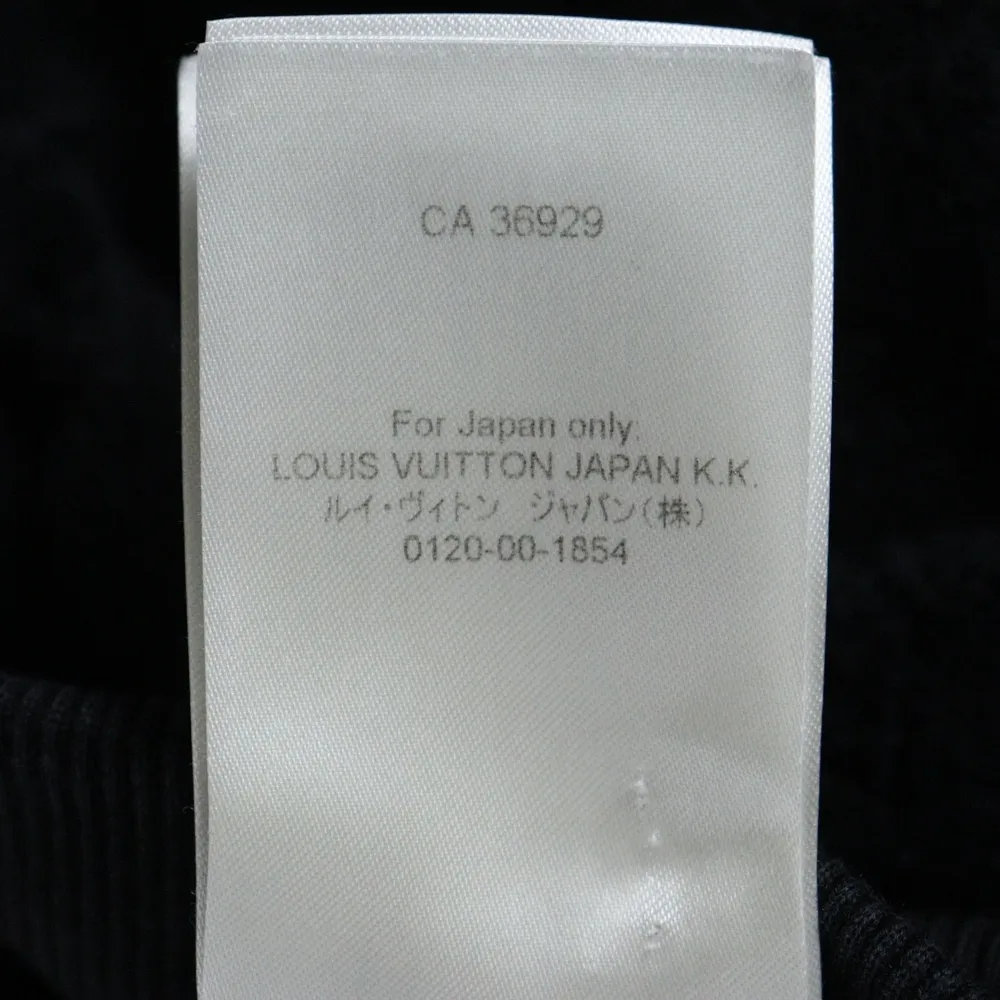 CA 36929
For Japan only.
LOUIS VUITTON JAPAN K.K.
ルイ・ヴィトン　ジャパン(株)
0120-00-1854